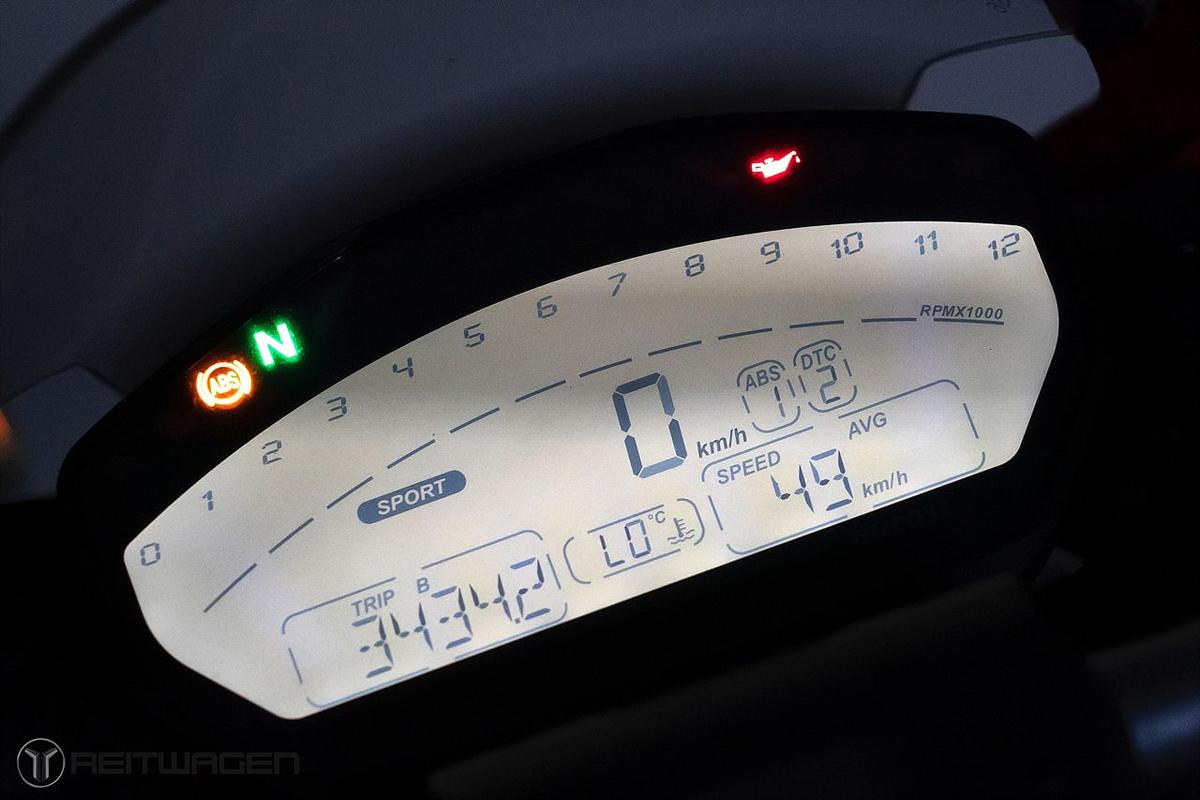 0 1 2 3 4 5 6 7 8 9 10 11 12
RPMX1000
N
ABS
ABS DTC
1 2
0 km/h
SPORT
SPEED AVG
49 km/h
LO °C
TRIP B
3434.2
REITWAGEN